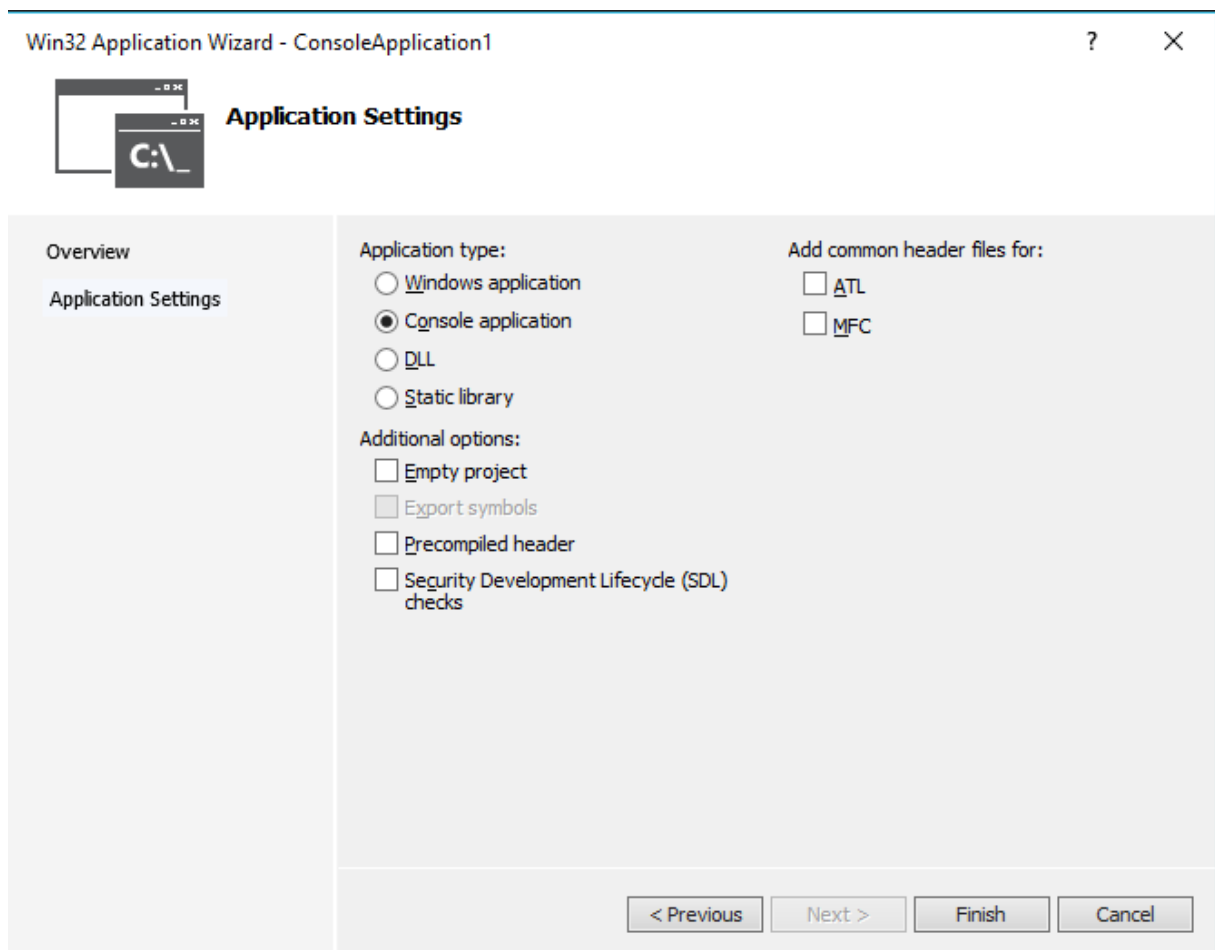 Win32 Application Wizard - ConsoleApplication1
?
C:\_
Application Settings
Overview
Application Settings
Application type:
Windows application
Console application
DLL
Static library
Additional options:
Empty project
Export symbols
Precompiled header
Security Development Lifecycle (SDL)
checks
Add common header files for:
ATL
MFC
< Previous
Next >
Finish
Cancel